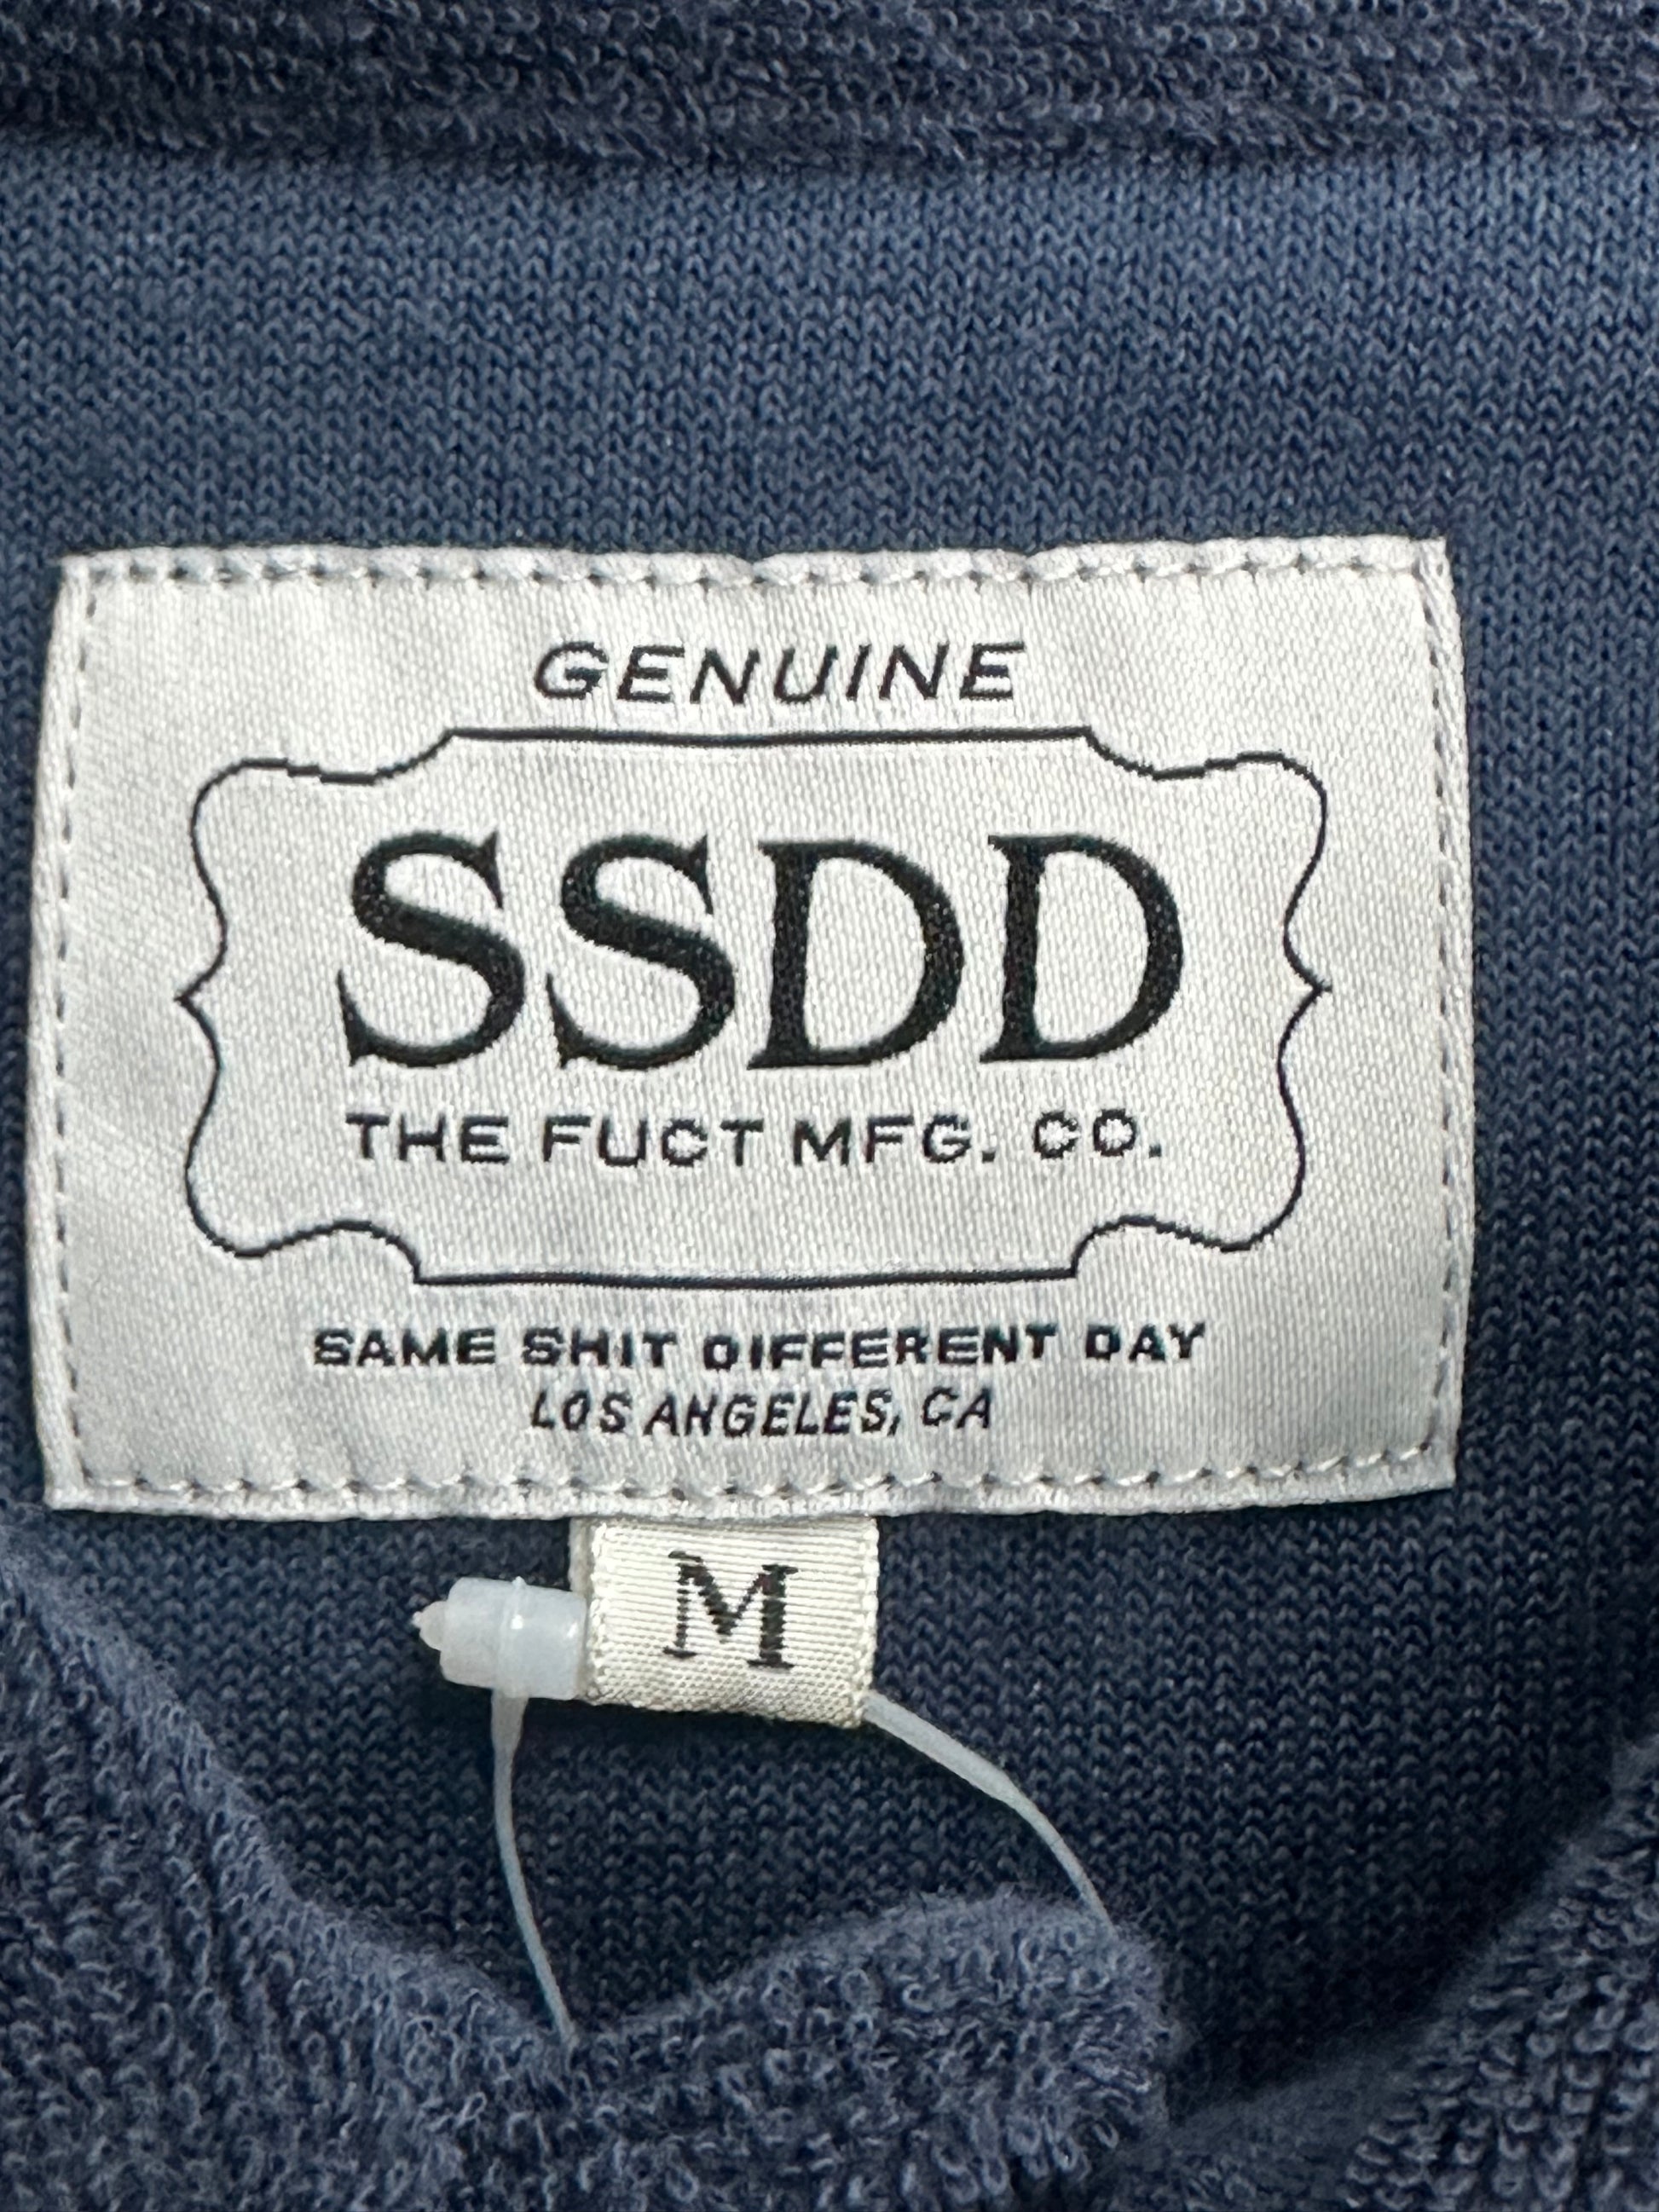 GENUINE
SSDD
THE FUCT MFG. CO.
SAME SHIT DIFFERENT DAY
LOS ANGELES, CA
M